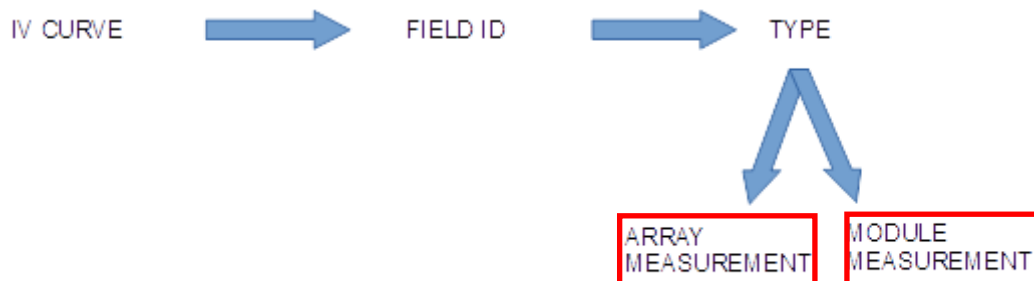 IV CURVE
FIELD ID
TYPE
ARRAY
MEASUREMENT
MODULE
MEASUREMENT